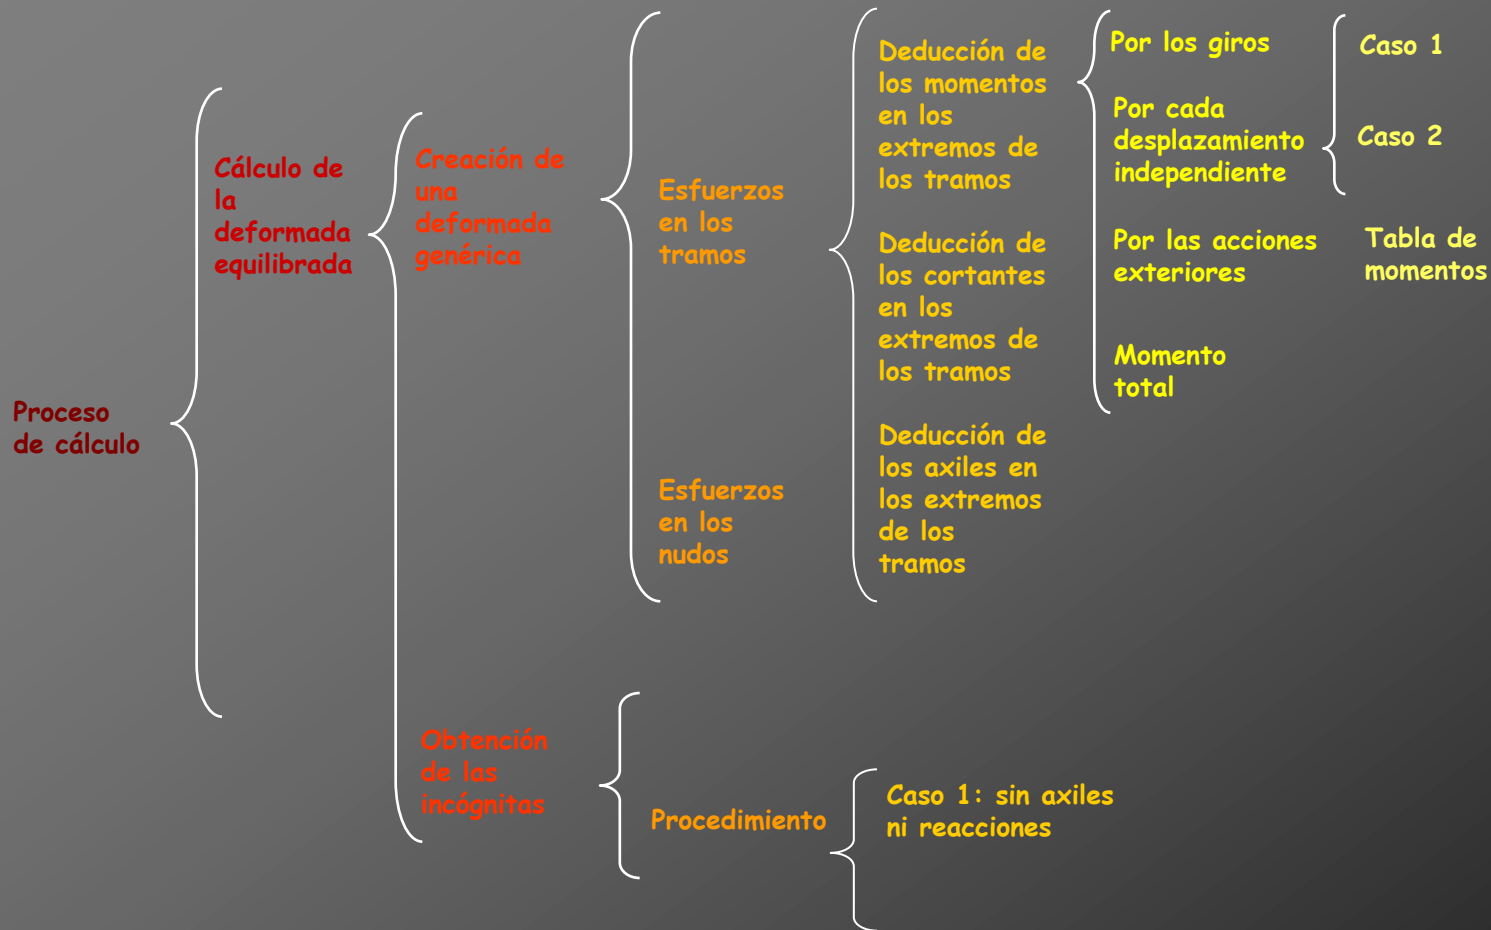 Proceso
de cálculo
Cálculo de
la
deformada
equilibrada
Creación de
una
deformada
genérica
Esfuerzos
en los
tramos
Deducción de
los momentos
en los
extremos de
los tramos
Por los giros
Por cada
desplazamiento
independiente
Caso 1
Caso 2
Por las acciones
exteriores
Tabla de
momentos
Momento
total
Deducción de
los cortantes
en los
extremos de
los tramos
Deducción de
los axiles en
los extremos
de los
tramos
Esfuerzos
en los
nudos
Obtención
de las
incógnitas
Procedimiento
Caso 1: sin axiles
ni reacciones